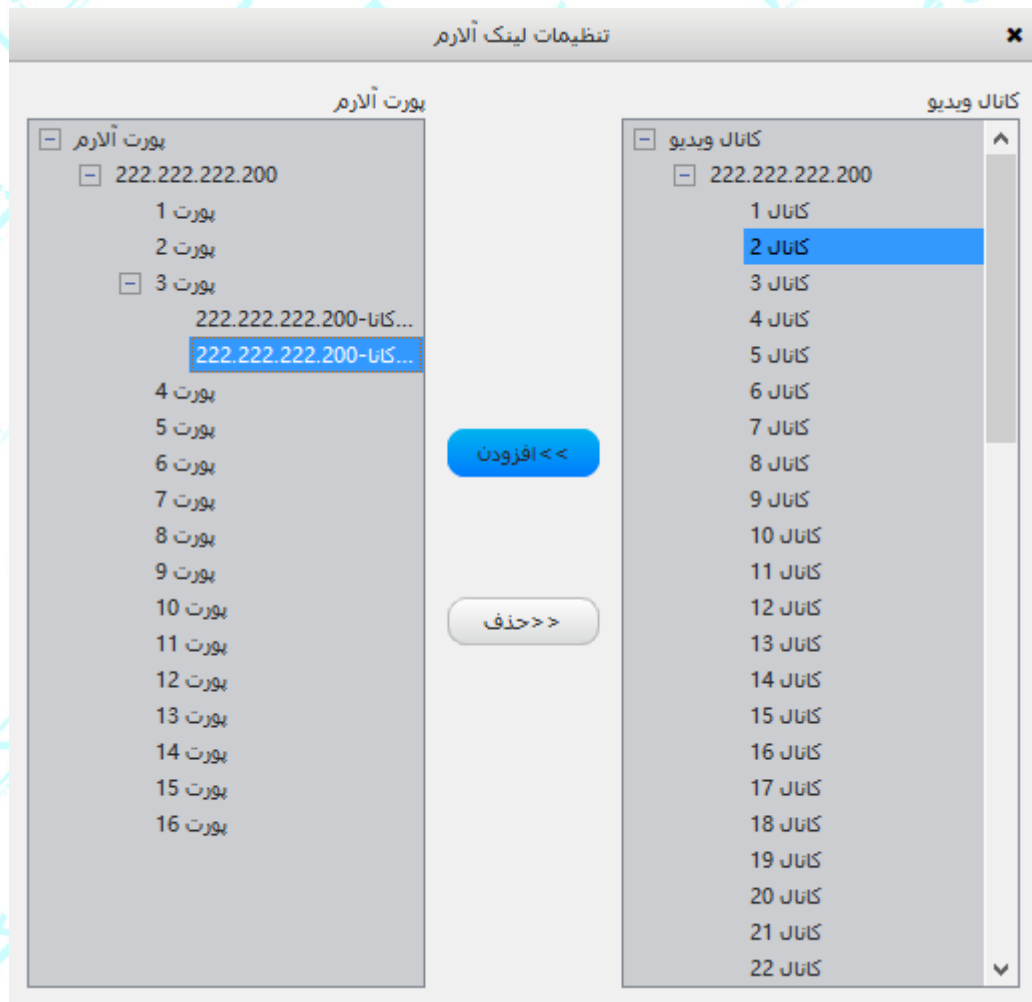 تنظیمات لینک آلارم
کانال ویدیو
کانال ویدیو
222.222.222.200
کانال 1
کانال 2
کانال 3
کانال 4
کانال 5
کانال 6
کانال 7
کانال 8
کانال 9
کانال 10
کانال 11
کانال 12
کانال 13
کانال 14
کانال 15
کانال 16
کانال 17
کانال 18
کانال 19
کانال 20
کانال 21
کانال 22
افزودن>>
حذف<<
پورت آلارم
پورت آلارم
222.222.222.200
پورت 1
پورت 2
پورت 3
222.222.222.200-کانا...
222.222.222.200-کانا...
پورت 4
پورت 5
پورت 6
پورت 7
پورت 8
پورت 9
پورت 10
پورت 11
پورت 12
پورت 13
پورت 14
پورت 15
پورت 16